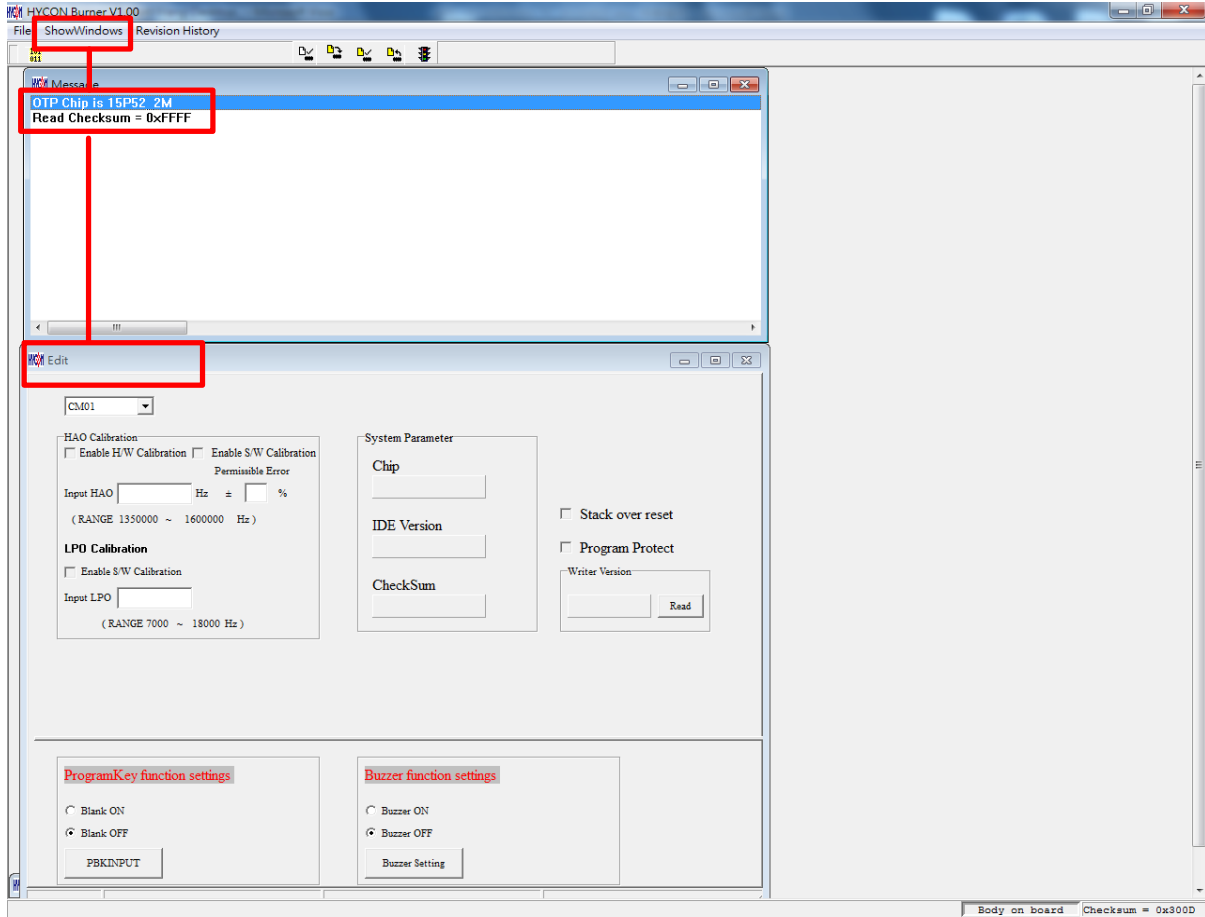 HYCON Burner V1.00
File ShowWindows Revision History
101
011
Message
OTP Chip is 15P52_2M
Read Checksum = 0xFFFF
Edit
CM01
HAO Calibration
Enable H/W Calibration Enable S/W Calibration
Permissible Error
Input HAO Hz ± %
( RANGE 1350000 ~ 1600000 Hz )
LPO Calibration
Enable S/W Calibration
Input LPO
( RANGE 7000 ~ 18000 Hz )
System Parameter
Chip
IDE Version
CheckSum
Stack over reset
Program Protect
Writer Version
Read
ProgramKey function settings
Blank ON
Blank OFF
PBKINPUT
Buzzer function settings
Buzzer ON
Buzzer OFF
Buzzer Setting
Body on board Checksum = 0x300D